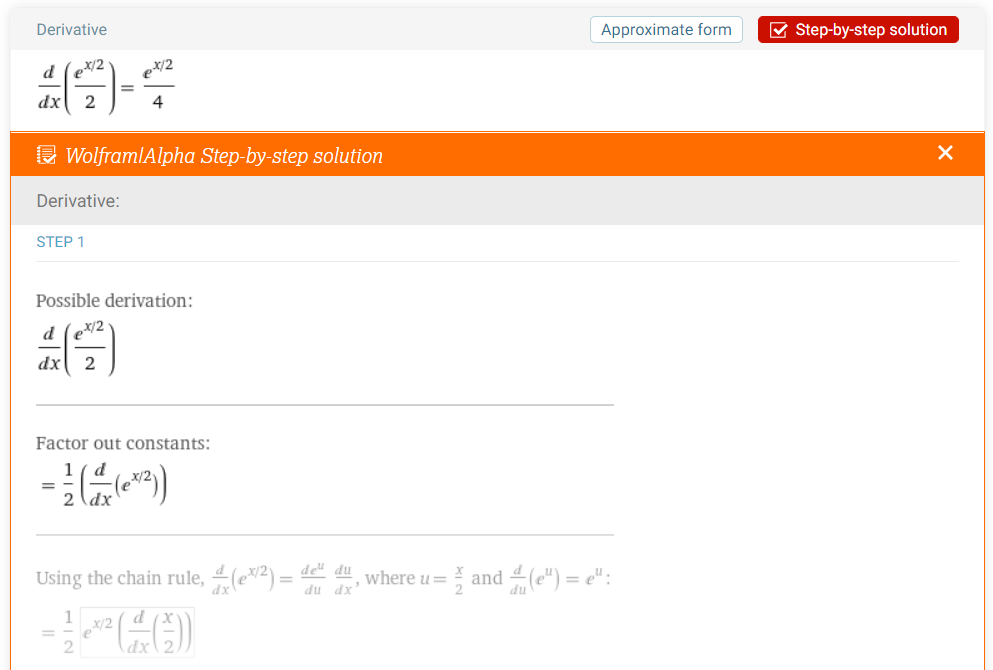 Derivative Approximate form Step-by-step solution
d/dx(e^(x/2)/2) = e^(x/2)/4
Wolfram|Alpha Step-by-step solution
Derivative:
STEP 1
Possible derivation:
d/dx(e^(x/2)/2)
Factor out constants:
= 1/2 (d/dx(e^(x/2)))
Using the chain rule, d/dx(e^(x/2)) = de^u/du du/dx, where u = x/2 and d/du(e^u) = e^u:
= 1/2 e^(x/2) (d/dx(x/2))